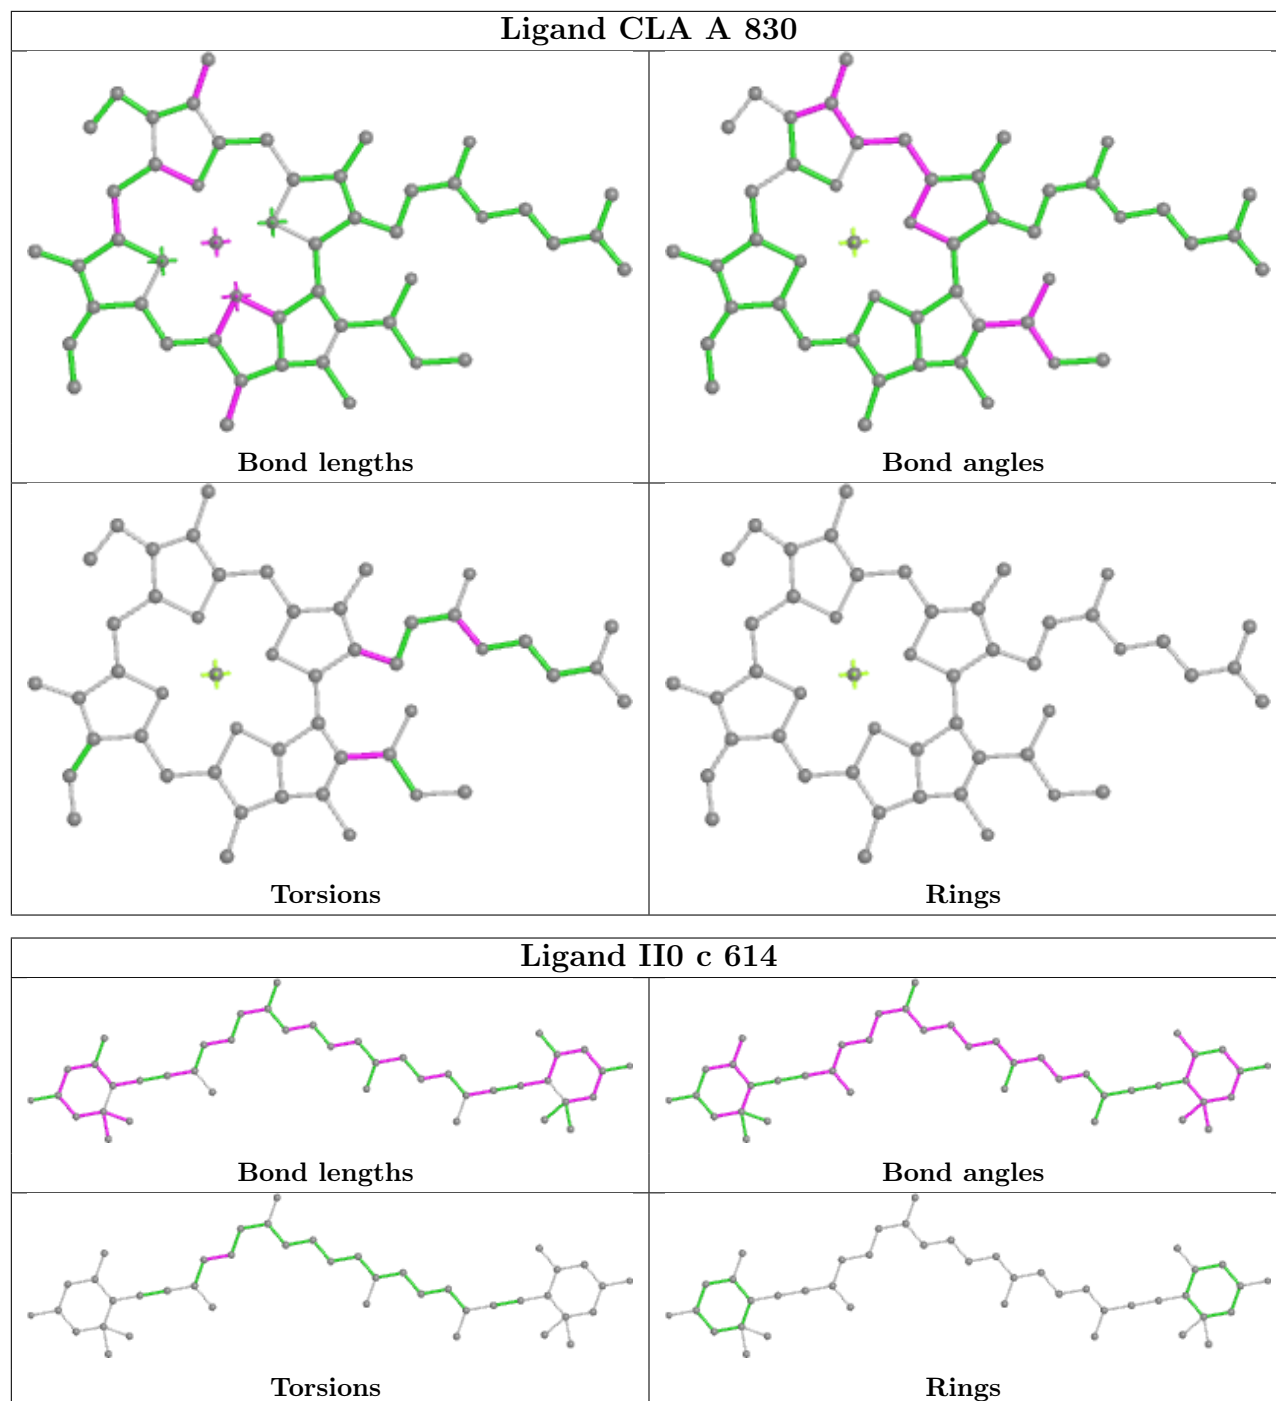 Ligand CLA A 830
Bond lengths
Bond angles
Torsions
Rings
Ligand II0 c 614
Bond lengths
Bond angles
Torsions
Rings